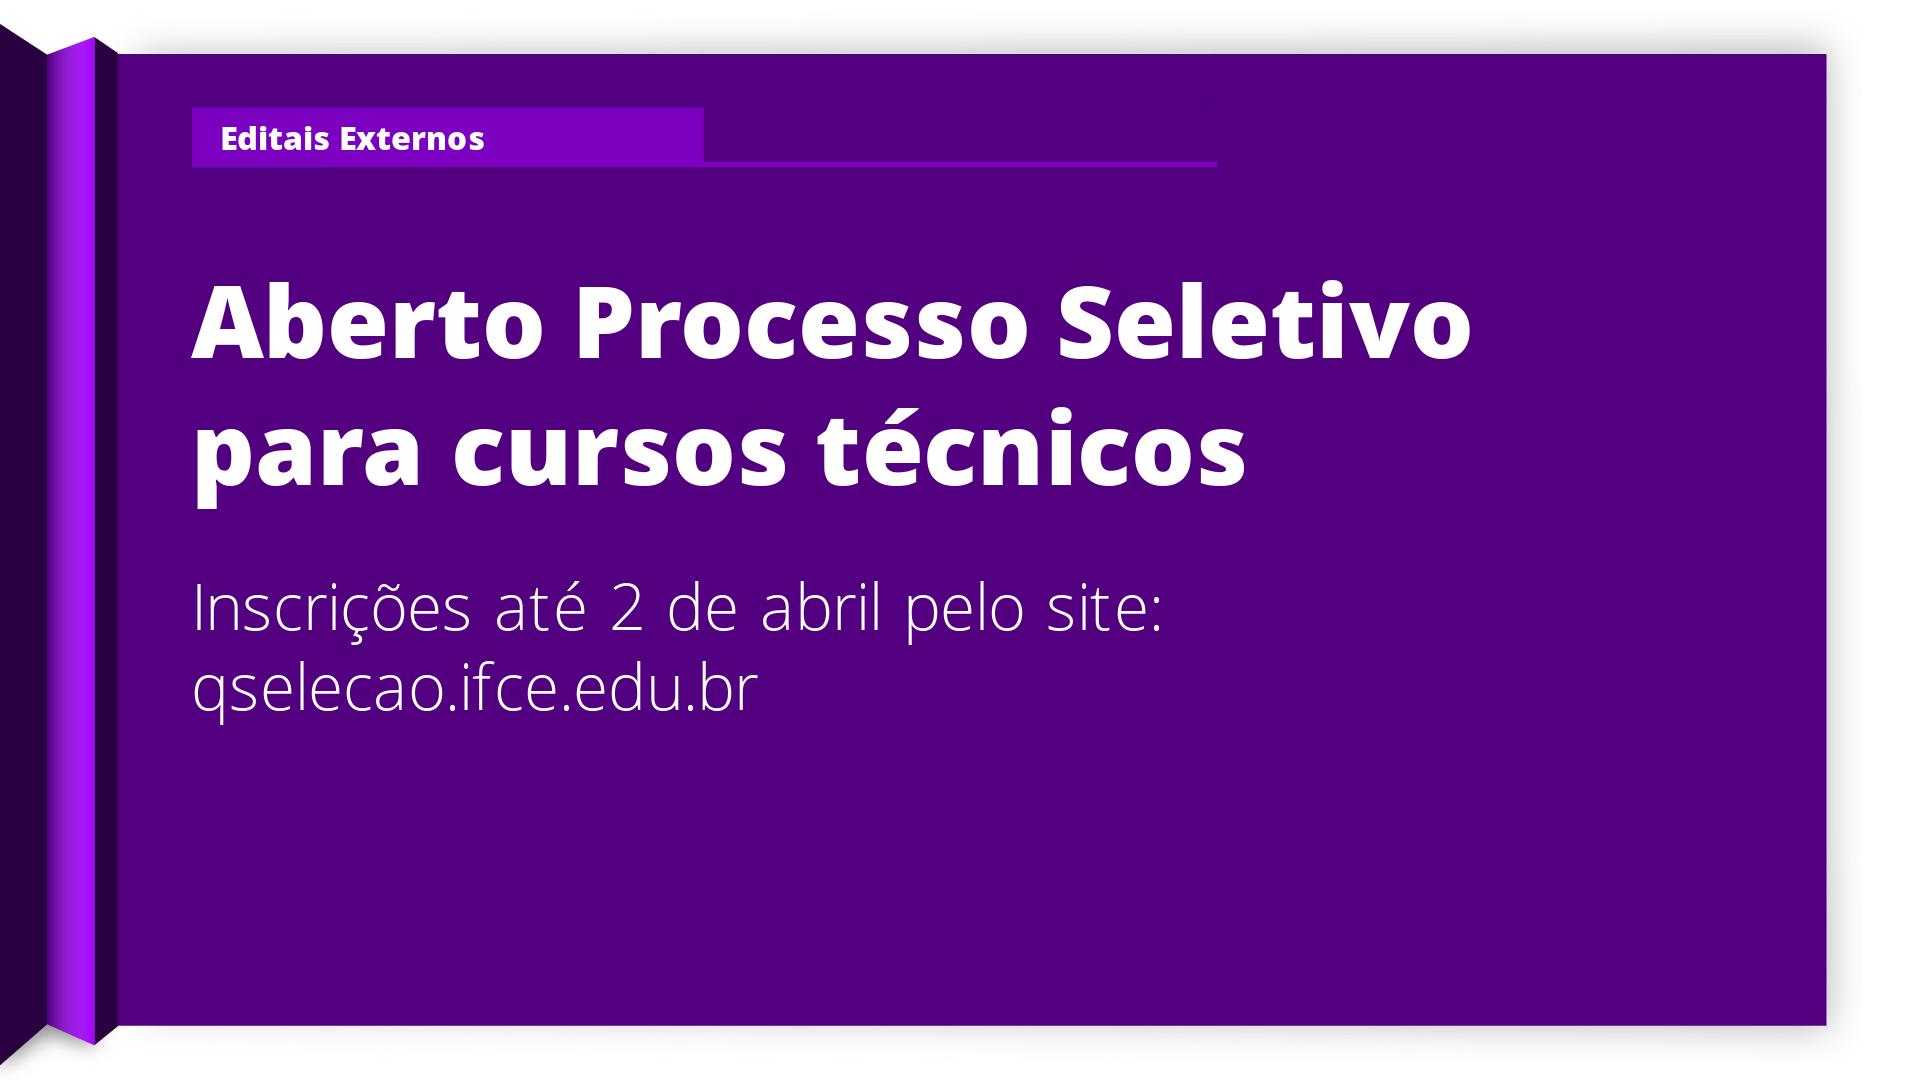 Editais Externos
Aberto Processo Seletivo
para cursos técnicos
Inscrições até 2 de abril pelo site:
qselecao.ifce.edu.br